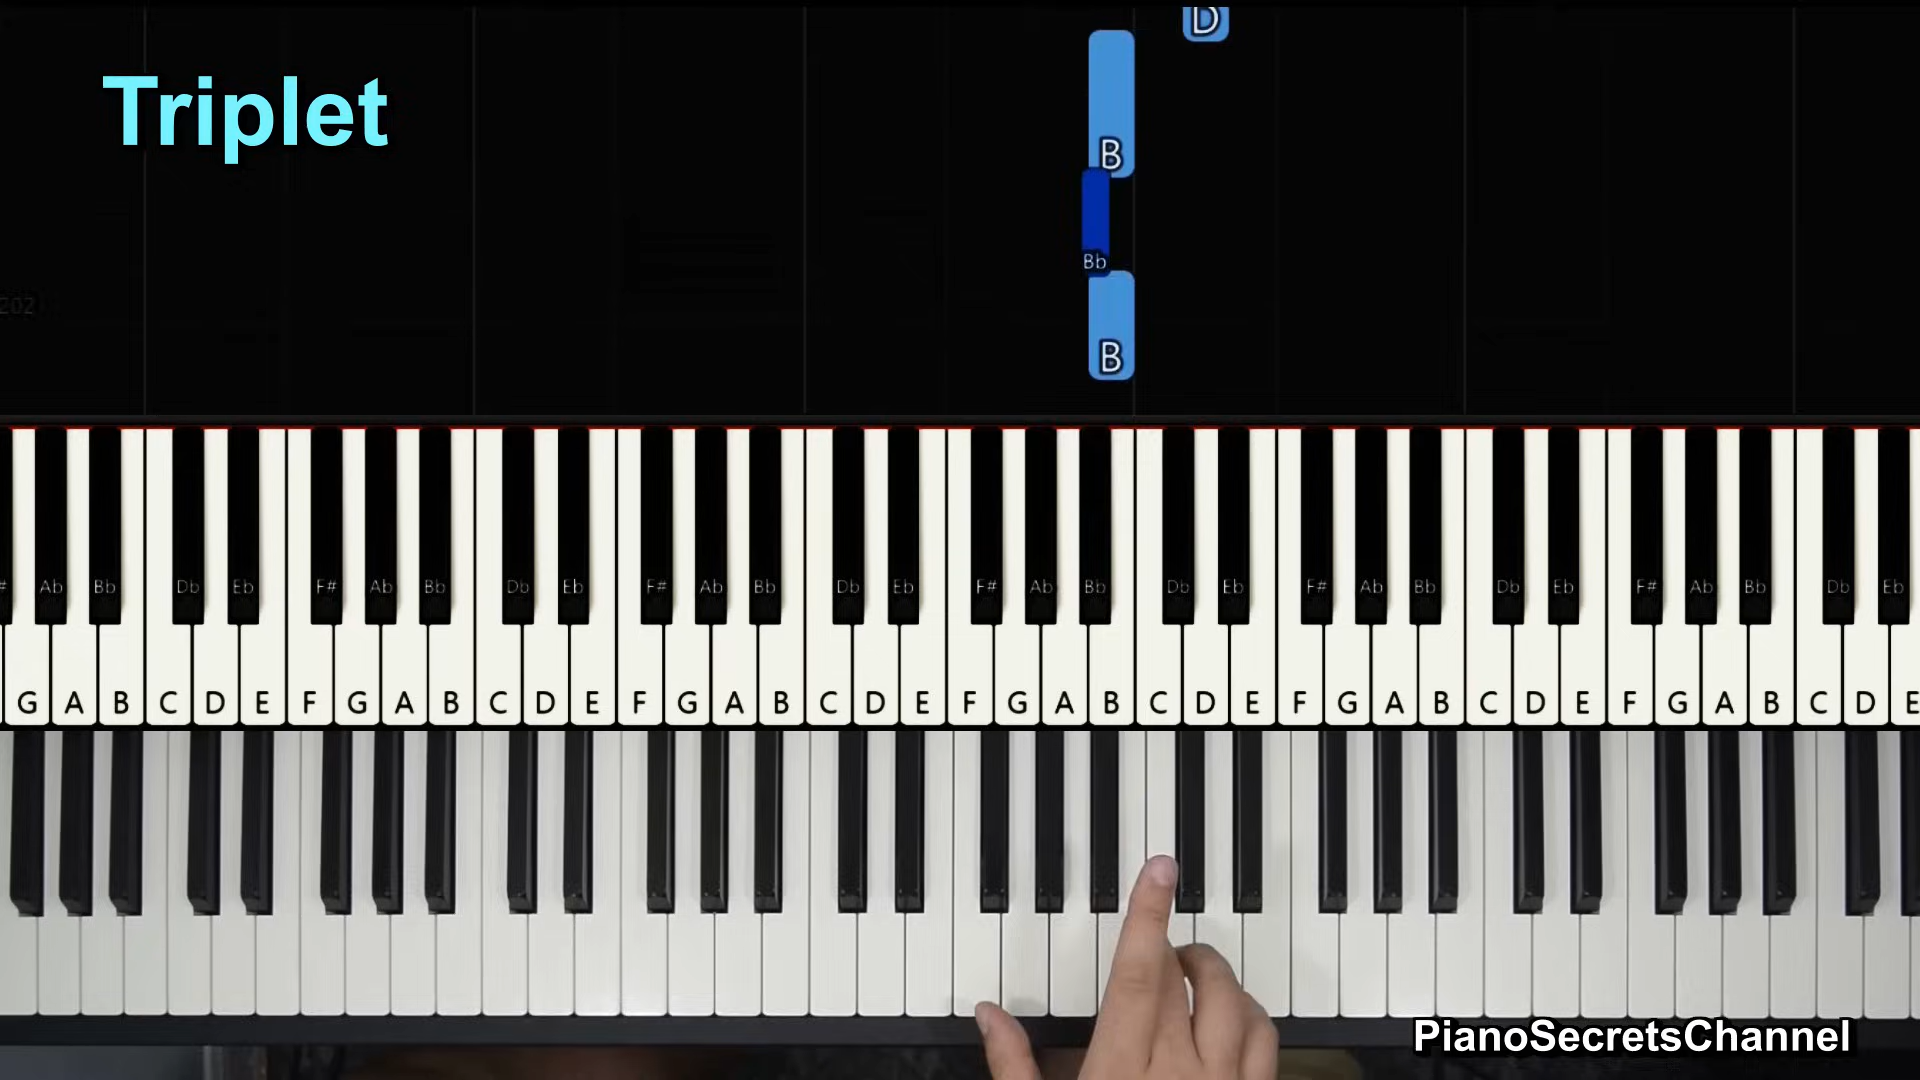 D
Triplet
B
Bb
202
B
# Ab Bb Db Eb F# Ab Bb Db Eb F# Ab Bb Db Eb F# Ab Bb Db Eb F# Ab Bb Db Eb F# Ab Bb Db Eb
G A B C D E F G A B C D E F G A B C D E F G A B C D E F G A B C D E F G A B C D E
PianoSecretsChannel